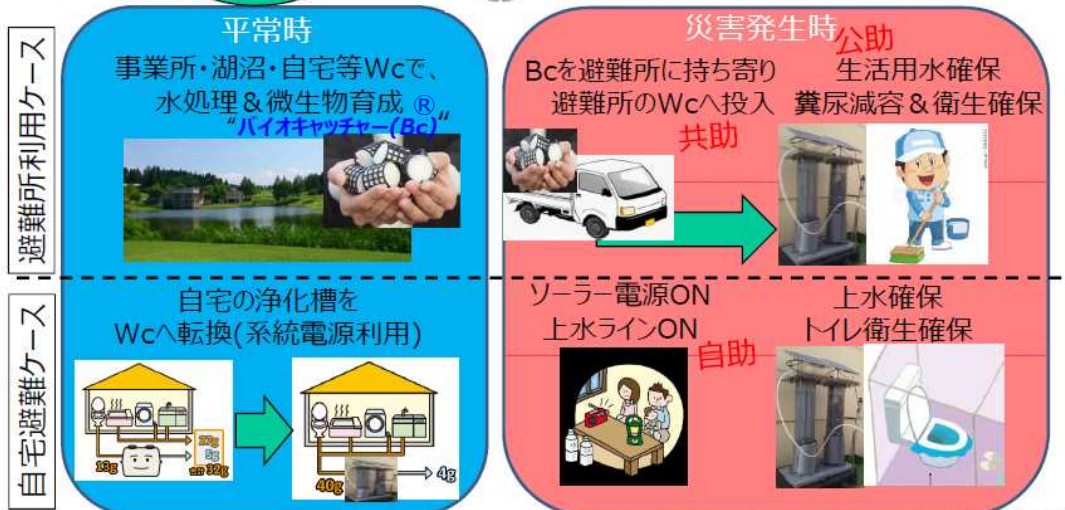 平常時
災害発生時
避難所利用ケース
事業所・湖沼・自宅等Wcで、
水処理&微生物育成®
“バイオキャッチャー(Bc)“
Bcを避難所に持ち寄り
避難所のWcへ投入
共助
公助
生活用水確保
糞尿減容&衛生確保
自宅避難ケース
自宅の浄化槽を
Wcへ転換(系統電源利用)
27g
5g
13g
合計 32g
40g
4g
ソーラー電源ON
上水ラインON
自助
上水確保
トイレ衛生確保